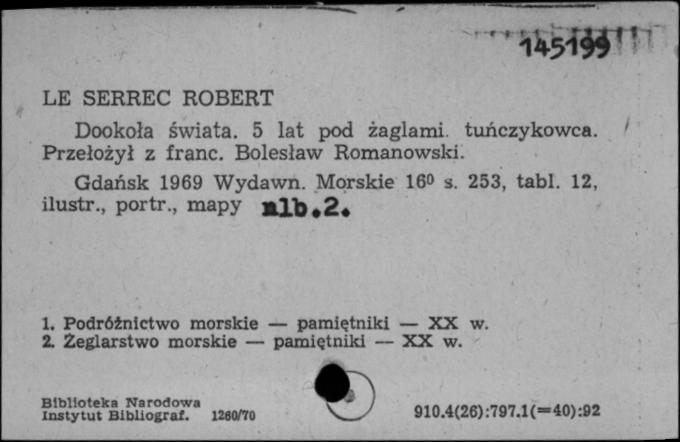 145199
LE SERREC ROBERT
Dookoła świata. 5 lat pod żaglami tuńczykowca.
Przełożył z franc. Bolesław Romanowski.
Gdańsk 1969 Wydawn. Morskie 16⁰ s. 253, tabl. 12,
ilustr., portr., mapy nlb.2.
1. Podróżnictwo morskie — pamiętniki — XX w.
2. Żeglarstwo morskie — pamiętniki — XX w.
Biblioteka Narodowa
Instytut Bibliograf. 1260/70
910.4(26):797.1(=40):92